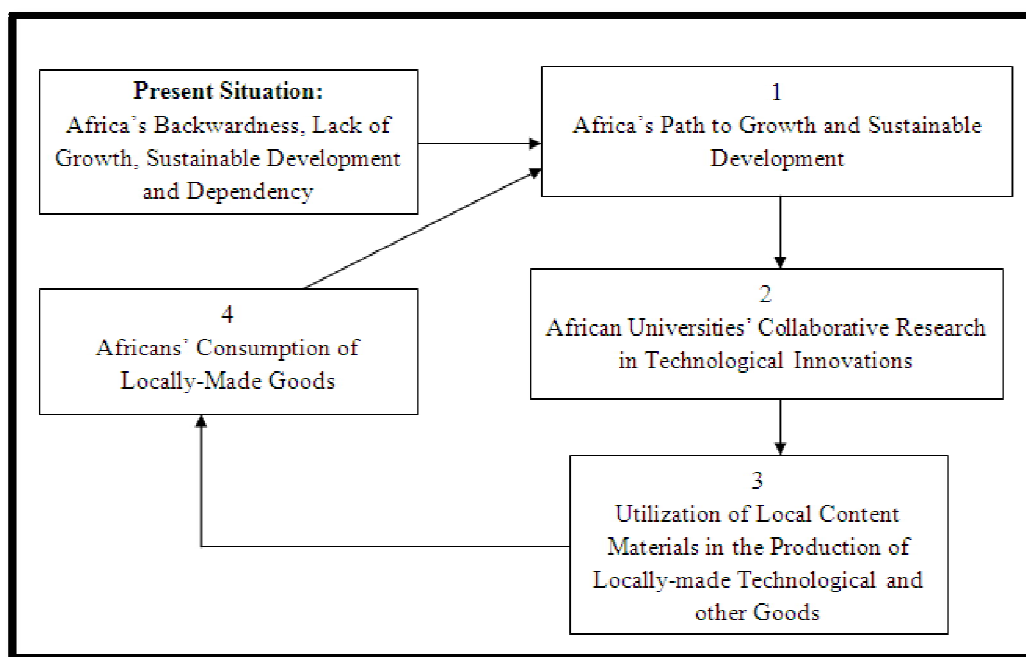 Present Situation:
Africa's Backwardness, Lack of
Growth, Sustainable Development
and Dependency
1
Africa's Path to Growth and Sustainable
Development
2
African Universities' Collaborative Research
in Technological Innovations
3
Utilization of Local Content
Materials in the Production of
Locally-made Technological and
other Goods
4
Africans' Consumption of
Locally-Made Goods